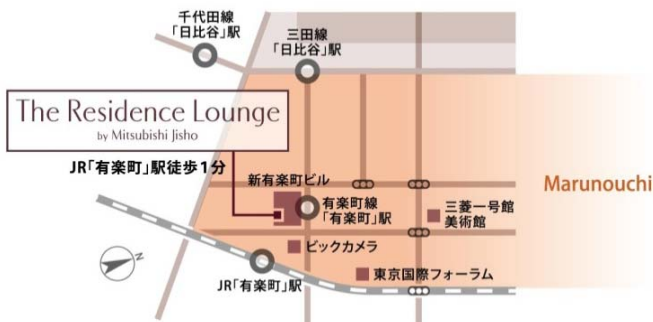 千代田線
「日比谷」駅
三田線
「日比谷」駅
The Residence Lounge
by Mitsubishi Jisho
JR「有楽町」駅徒歩1分
新有楽町ビル
有楽町線
「有楽町」駅
三菱一号館
美術館
Marunouchi
ビックカメラ
東京国際フォーラム
JR「有楽町」駅
N